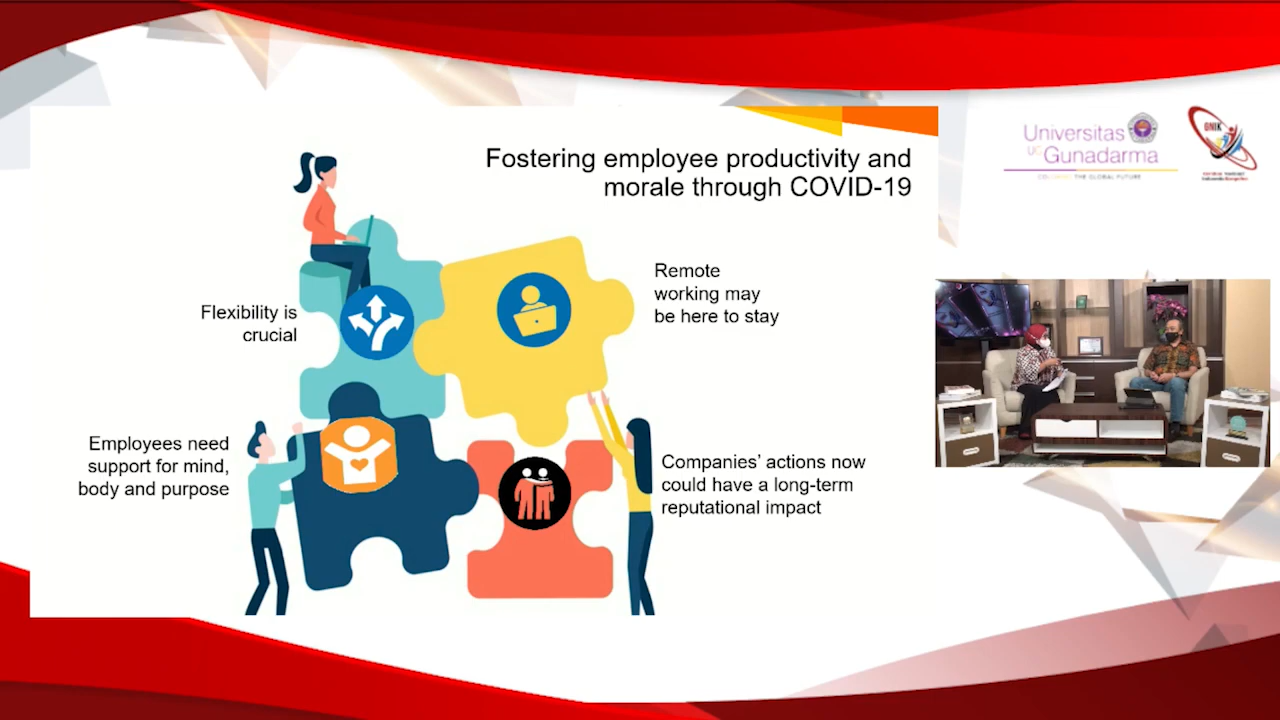 Fostering employee productivity and
morale through COVID-19
Flexibility is
crucial
Remote
working may
be here to stay
Employees need
support for mind,
body and purpose
Companies' actions now
could have a long-term
reputational impact
Universitas
UG Gunadarma
THE GLOBAL FUTURE
GNIK